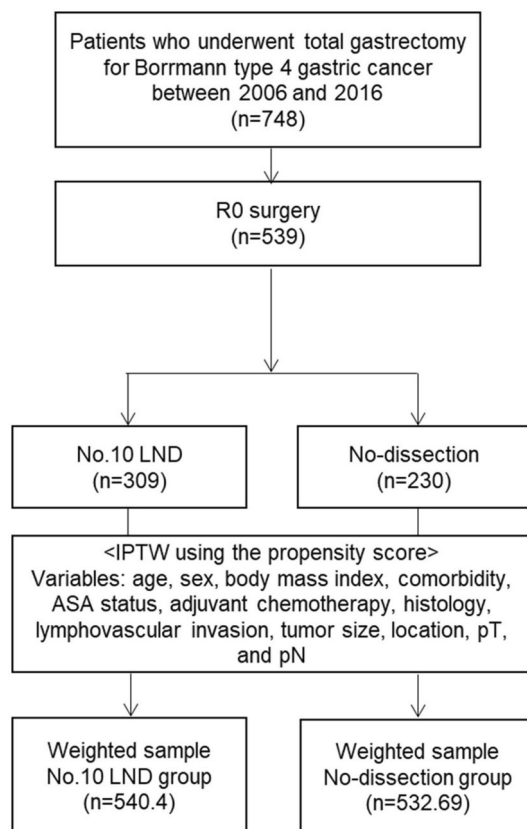 Patients who underwent total gastrectomy
for Borrmann type 4 gastric cancer
between 2006 and 2016
(n=748)
R0 surgery
(n=539)
No.10 LND
(n=309)
No-dissection
(n=230)
<IPTW using the propensity score>
Variables: age, sex, body mass index, comorbidity,
ASA status, adjuvant chemotherapy, histology,
lymphovascular invasion, tumor size, location, pT,
and pN
Weighted sample
No.10 LND group
(n=540.4)
Weighted sample
No-dissection group
(n=532.69)